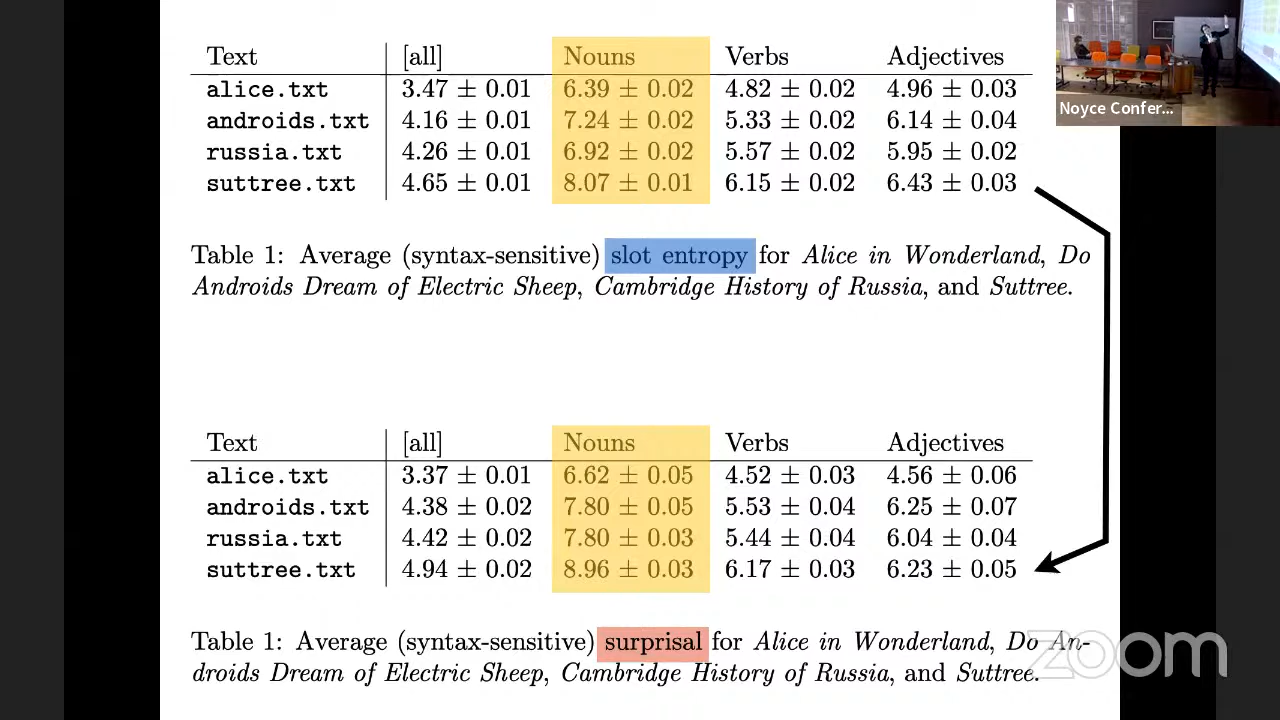 Text [all] Nouns Verbs Adjectives
alice.txt 3.47 ± 0.01 6.39 ± 0.02 4.82 ± 0.02 4.96 ± 0.03
androids.txt 4.16 ± 0.01 7.24 ± 0.02 5.33 ± 0.02 6.14 ± 0.04
russia.txt 4.26 ± 0.01 6.92 ± 0.02 5.57 ± 0.02 5.95 ± 0.02
suttree.txt 4.65 ± 0.01 8.07 ± 0.01 6.15 ± 0.02 6.43 ± 0.03
Noyce Confer...
Table 1: Average (syntax-sensitive) slot entropy for Alice in Wonderland, Do
Androids Dream of Electric Sheep, Cambridge History of Russia, and Suttree.
Text [all] Nouns Verbs Adjectives
alice.txt 3.37 ± 0.01 6.62 ± 0.05 4.52 ± 0.03 4.56 ± 0.06
androids.txt 4.38 ± 0.02 7.80 ± 0.05 5.53 ± 0.04 6.25 ± 0.07
russia.txt 4.42 ± 0.02 7.80 ± 0.03 5.44 ± 0.04 6.04 ± 0.04
suttree.txt 4.94 ± 0.02 8.96 ± 0.03 6.17 ± 0.03 6.23 ± 0.05
Table 1: Average (syntax-sensitive) surprisal for Alice in Wonderland, Do An-
droids Dream of Electric Sheep, Cambridge History of Russia, and Suttree.
zoom